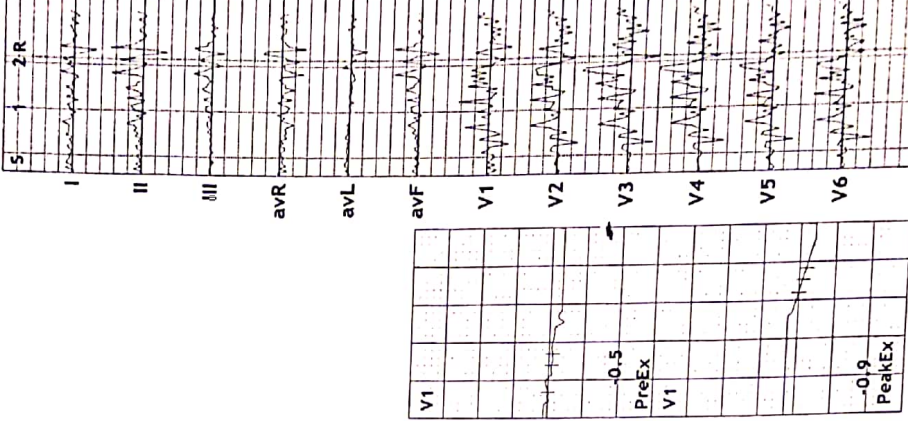 S 1 2 R
I
II
III
avR
avL
avF
V1
V2
V3
V4
V5
V6
V1
-0.5
PreEx
V1
-0.9
PeakEx